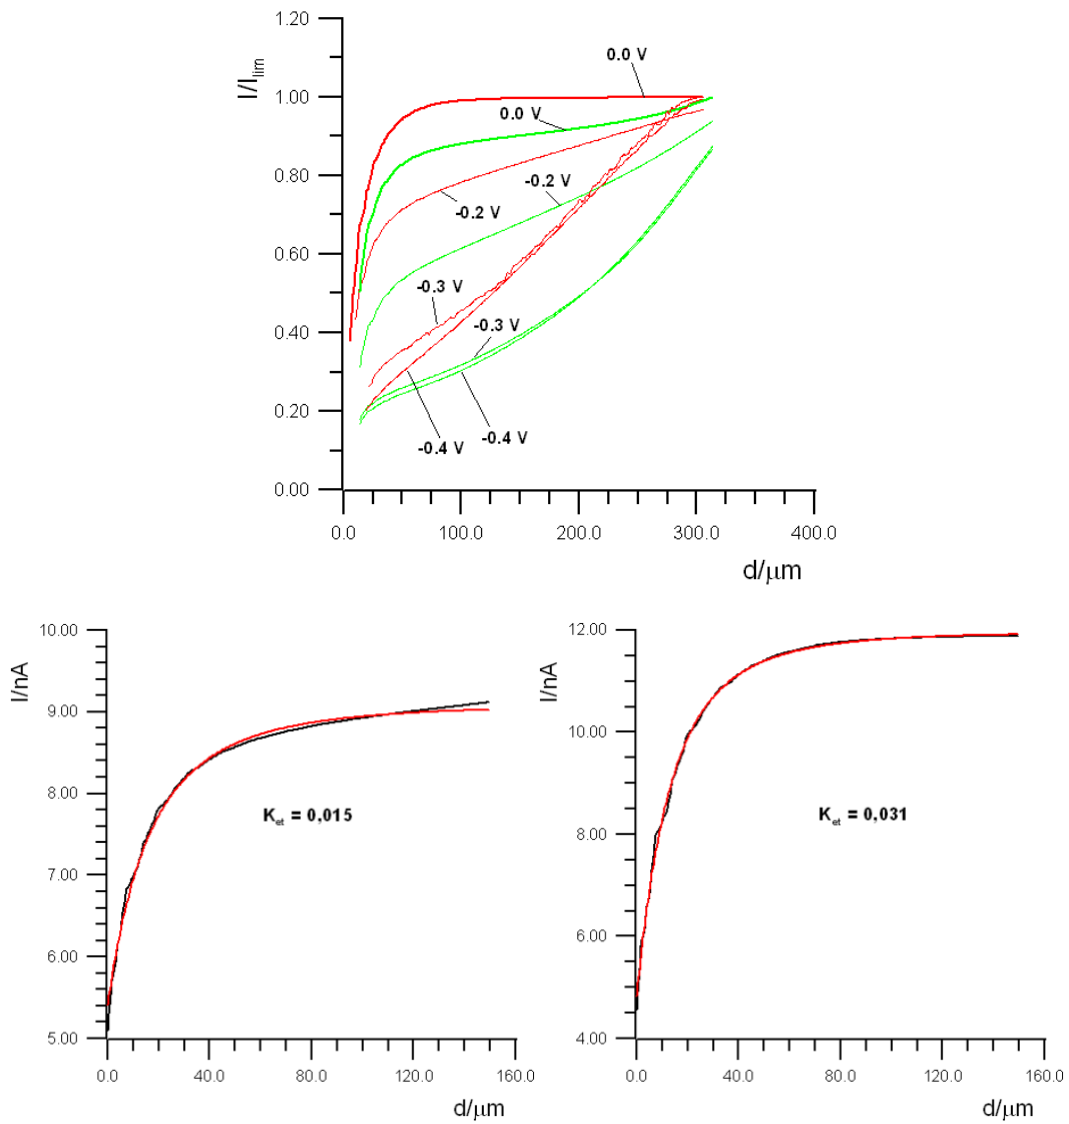 1.20
I/Ilim
1.00
0.80
0.60
0.40
0.20
0.00
0.0 V
0.0 V
-0.2 V
-0.2 V
-0.3 V
-0.3 V
-0.4 V
-0.4 V
0.0 100.0 200.0 300.0 400.0
d/μm
10.00
I/nA
9.00
8.00
7.00
6.00
5.00
Ket = 0,015
0.0 40.0 80.0 120.0 160.0
d/μm
12.00
I/nA
10.00
8.00
6.00
4.00
Ket = 0,031
0.0 40.0 80.0 120.0 160.0
d/μm